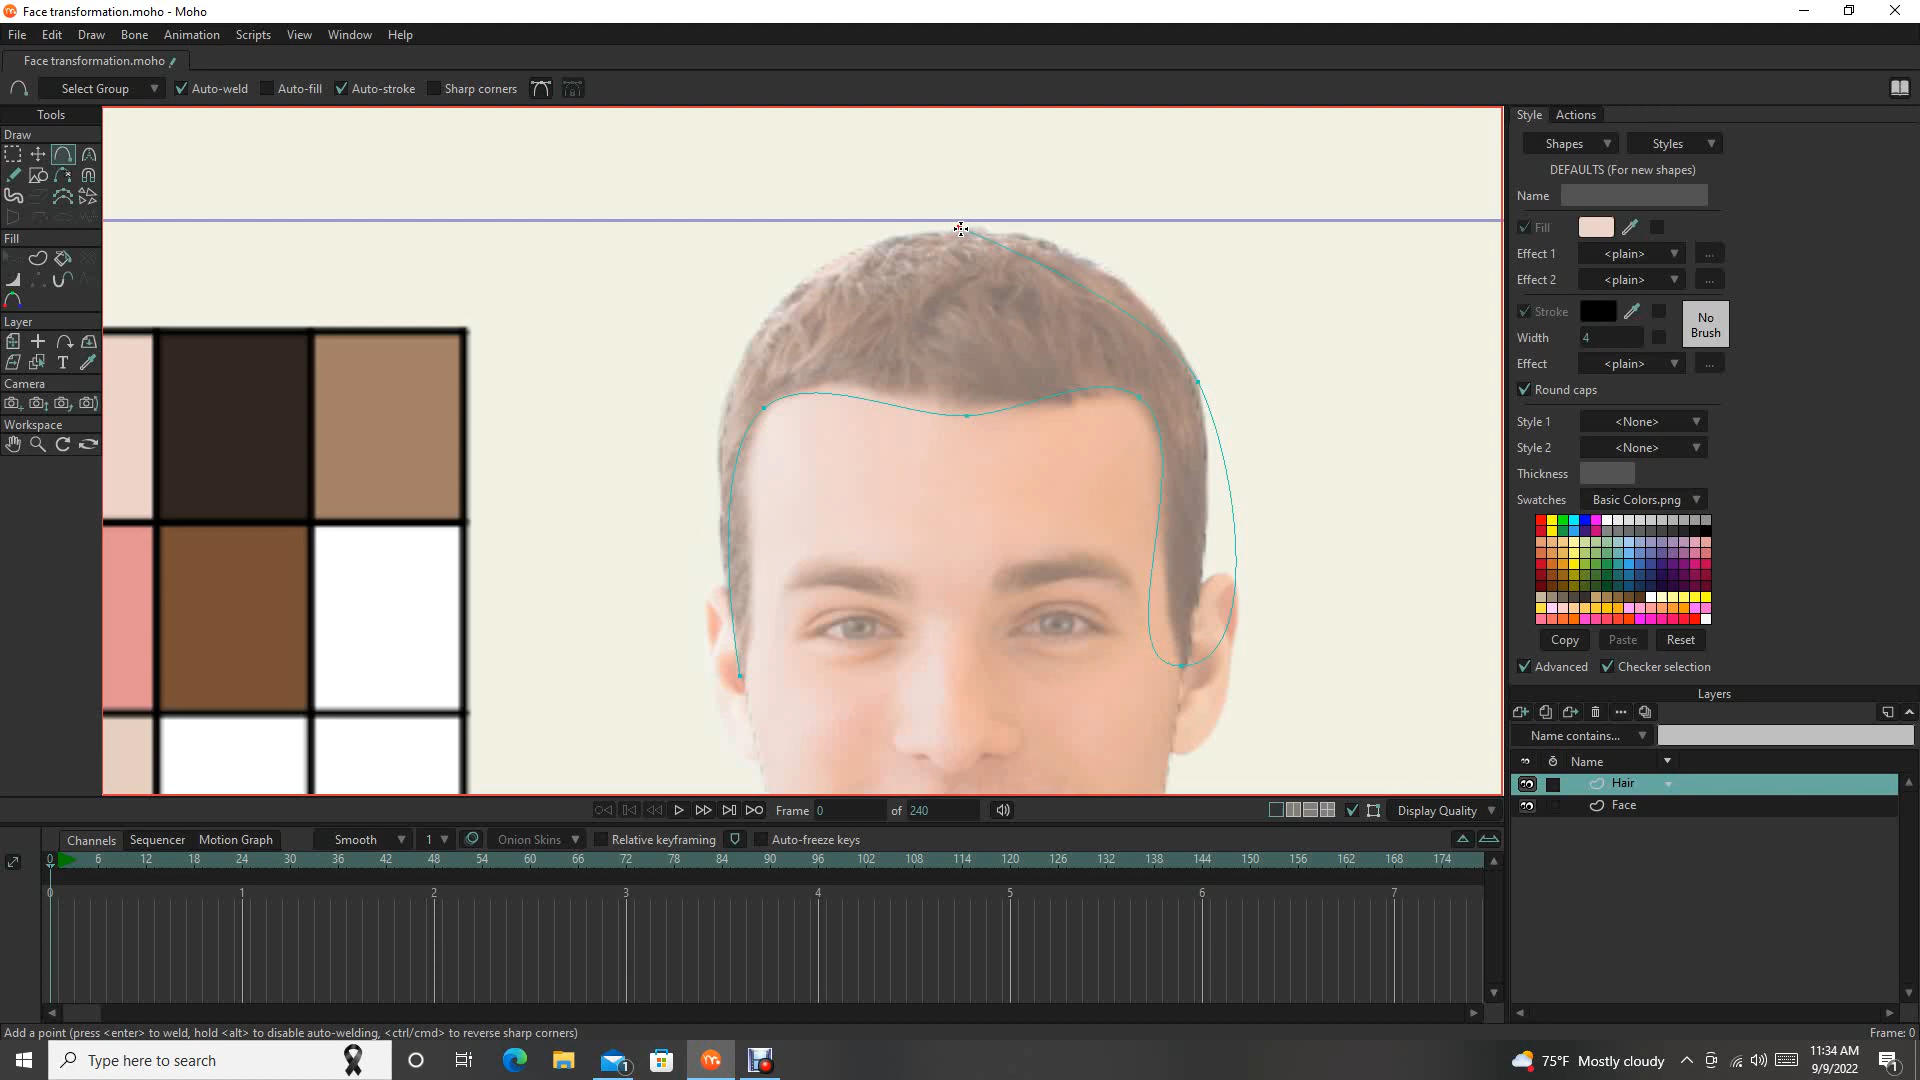 Face transformation.moho - Moho
File Edit Draw Bone Animation Scripts View Window Help
Face transformation.moho
Select Group Auto-weld Auto-fill Auto-stroke Sharp corners
Tools
Draw
Fill
Layer
Camera
Workspace
Style Actions
Shapes Styles
DEFAULTS (For new shapes)
Name
Fill
Effect 1 <plain> ...
Effect 2 <plain> ...
Stroke
No Brush
Width 4
Effect <plain> ...
Round caps
Style 1 <None>
Style 2 <None>
Thickness
Swatches Basic Colors.png
Copy Paste Reset
Advanced Checker selection
Layers
Name contains...
Name
Hair
Face
Frame 0 of 240 Display Quality
Channels Sequencer Motion Graph Smooth 1 Onion Skins Relative keyframing Auto-freeze keys
0 6 12 18 24 30 36 42 48 54 60 66 72 78 84 90 96 102 108 114 120 126 132 138 144 150 156 162 168 174
0 1 2 3 4 5 6 7
Add a point (press <enter> to weld, hold <alt> to disable auto-welding, <ctrl/cmd> to reverse sharp corners)
Frame: 0
Type here to search
1
75°F Mostly cloudy
11:34 AM
9/9/2022
1